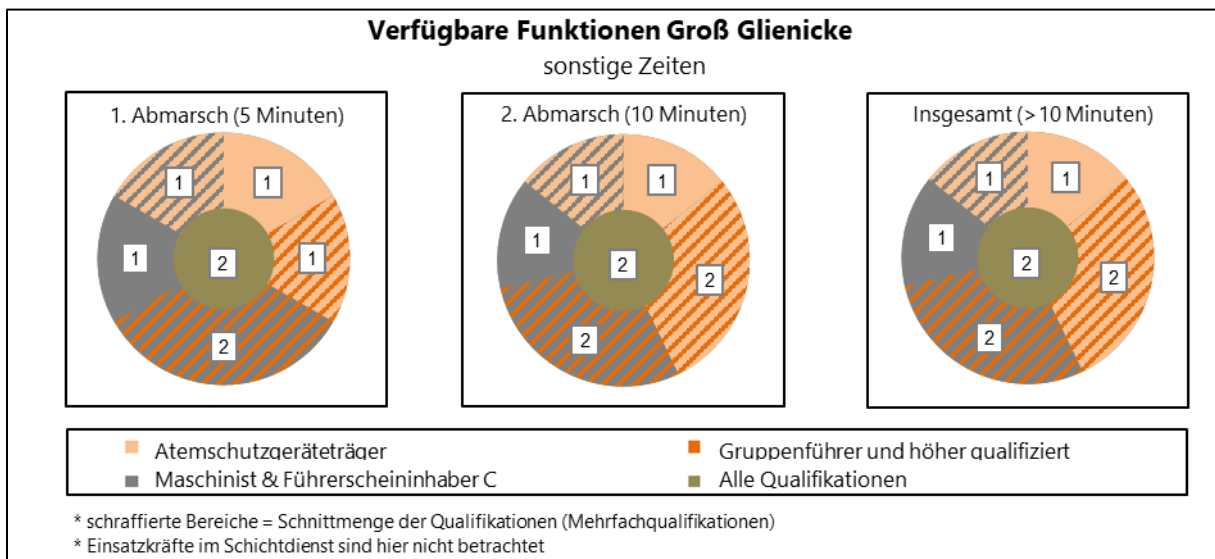 Verfügbare Funktionen Groß Glienicke
sonstige Zeiten
1. Abmarsch (5 Minuten)
1
1
1
1
2
2
2. Abmarsch (10 Minuten)
1
1
1
2
2
2
Insgesamt (> 10 Minuten)
1
1
1
2
2
2
Atemschutzgeräteträger
Gruppenführer und höher qualifiziert
Maschinist & Führerscheininhaber C
Alle Qualifikationen
* schraffierte Bereiche = Schnittmenge der Qualifikationen (Mehrfachqualifikationen)
* Einsatzkräfte im Schichtdienst sind hier nicht betrachtet